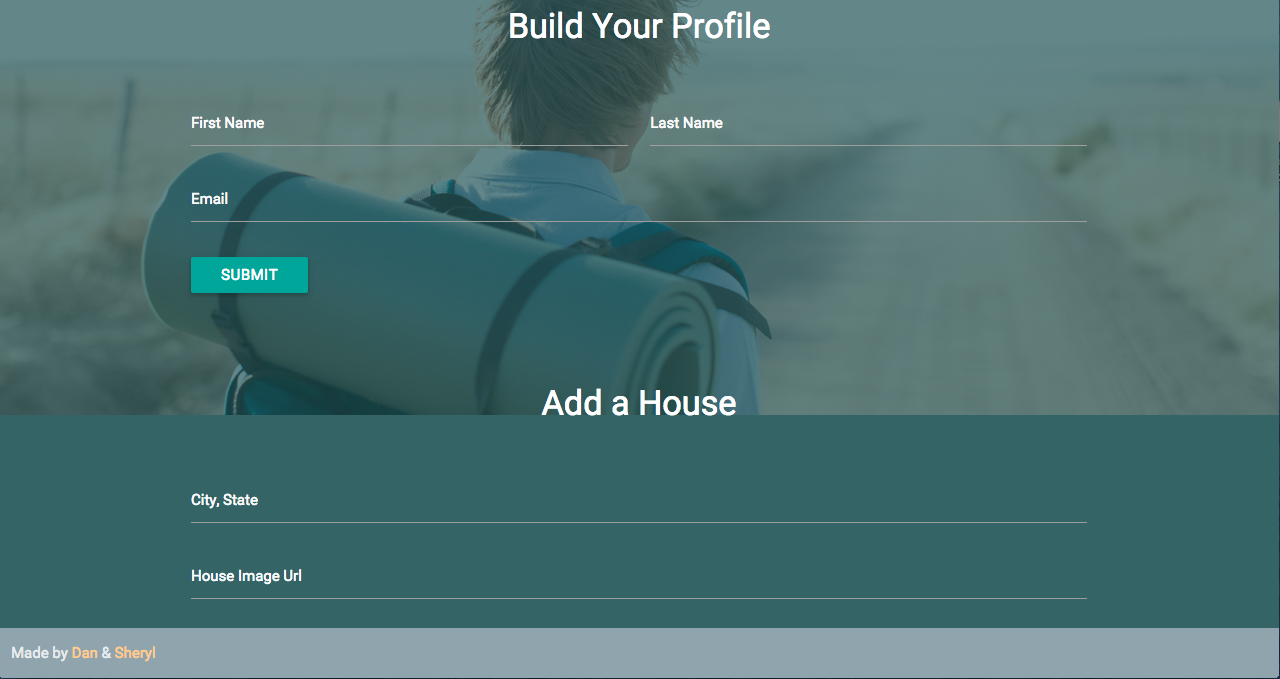 Build Your Profile
First Name
Last Name
Email
SUBMIT
Add a House
City, State
House Image Url
Made by Dan & Sheryl